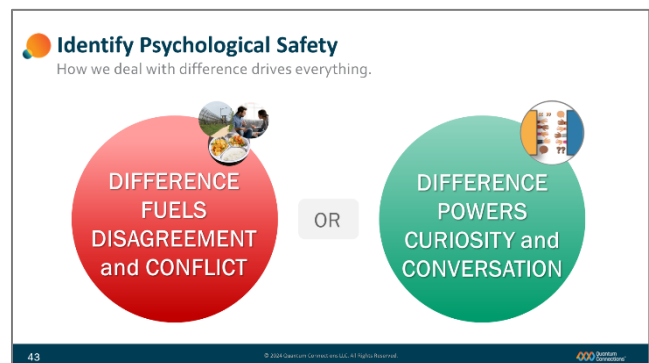 Identify Psychological Safety
How we deal with difference drives everything.
DIFFERENCE
FUELS
DISAGREEMENT
and CONFLICT
OR
DIFFERENCE
POWERS
CURIOSITY and
CONVERSATION
??
43
© 2024 Quantum Connections LLC. All Rights Reserved.
Quantum
Connections